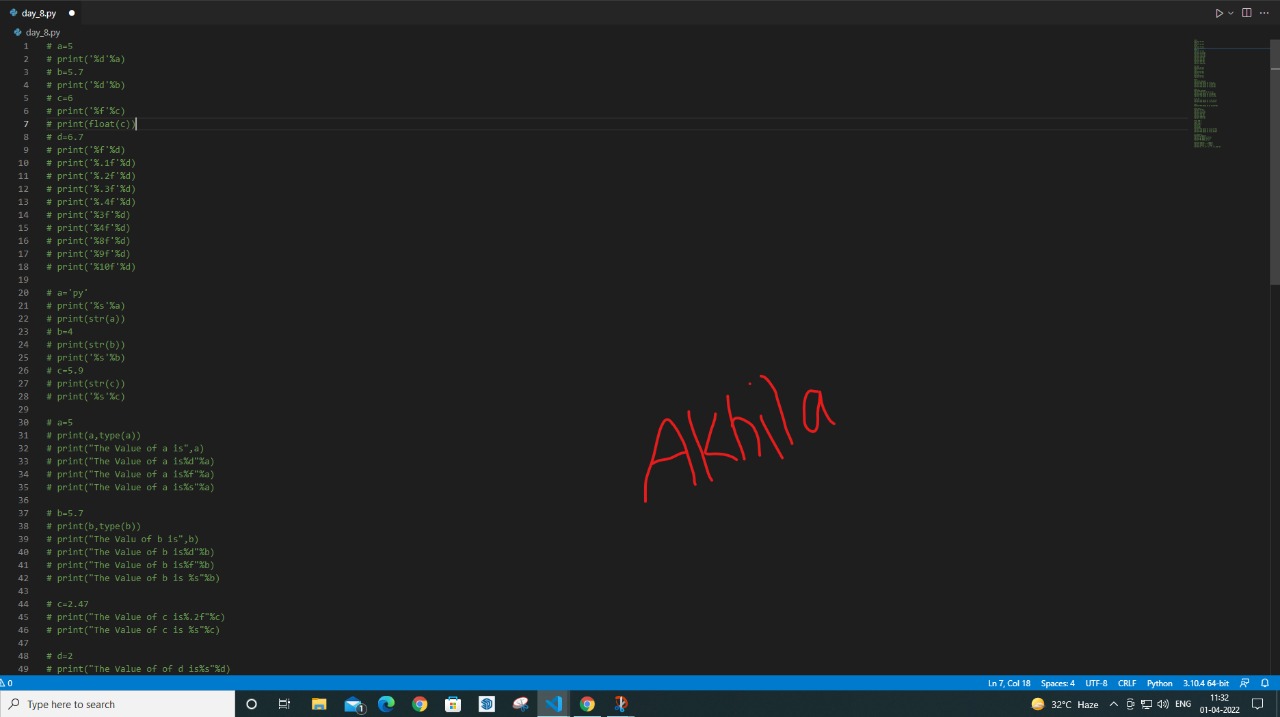 day_8.py
day_8.py
1 # a=5
2 # print('%d'%a)
3 # b=5.7
4 # print('%d'%b)
5 # c=6
6 # print('%f'%c)
7 # print(float(c))
8 # d=6.7
9 # print('%f'%d)
10 # print('%.1f'%d)
11 # print('%.2f'%d)
12 # print('%.3f'%d)
13 # print('%.4f'%d)
14 # print('%3f'%d)
15 # print('%4f'%d)
16 # print('%8f'%d)
17 # print('%9f'%d)
18 # print('%10f'%d)
19
20 # a='py'
21 # print('%s'%a)
22 # print(str(a))
23 # b=4
24 # print(str(b))
25 # print('%s'%b)
26 # c=5.9
27 # print(str(c))
28 # print('%s'%c)
29
30 # a=5
31 # print(a,type(a))
32 # print("The Value of a is",a)
33 # print("The Value of a is%d"%a)
34 # print("The Value of a is%f"%a)
35 # print("The Value of a is%s"%a)
36
37 # b=5.7
38 # print(b,type(b))
39 # print("The Valu of b is",b)
40 # print("The Value of b is%d"%b)
41 # print("The Value of b is%f"%b)
42 # print("The Value of b is %s"%b)
43
44 # c=2.47
45 # print("The Value of c is%.2f"%c)
46 # print("The Value of c is %s"%c)
47
48 # d=2
49 # print("The Value of of d is%s"%d)
Akhila
0 Ln 7, Col 18 Spaces: 4 UTF-8 CRLF Python 3.10.4 64-bit
Type here to search 1 32°C Haze ENG 11:32
01-04-2022